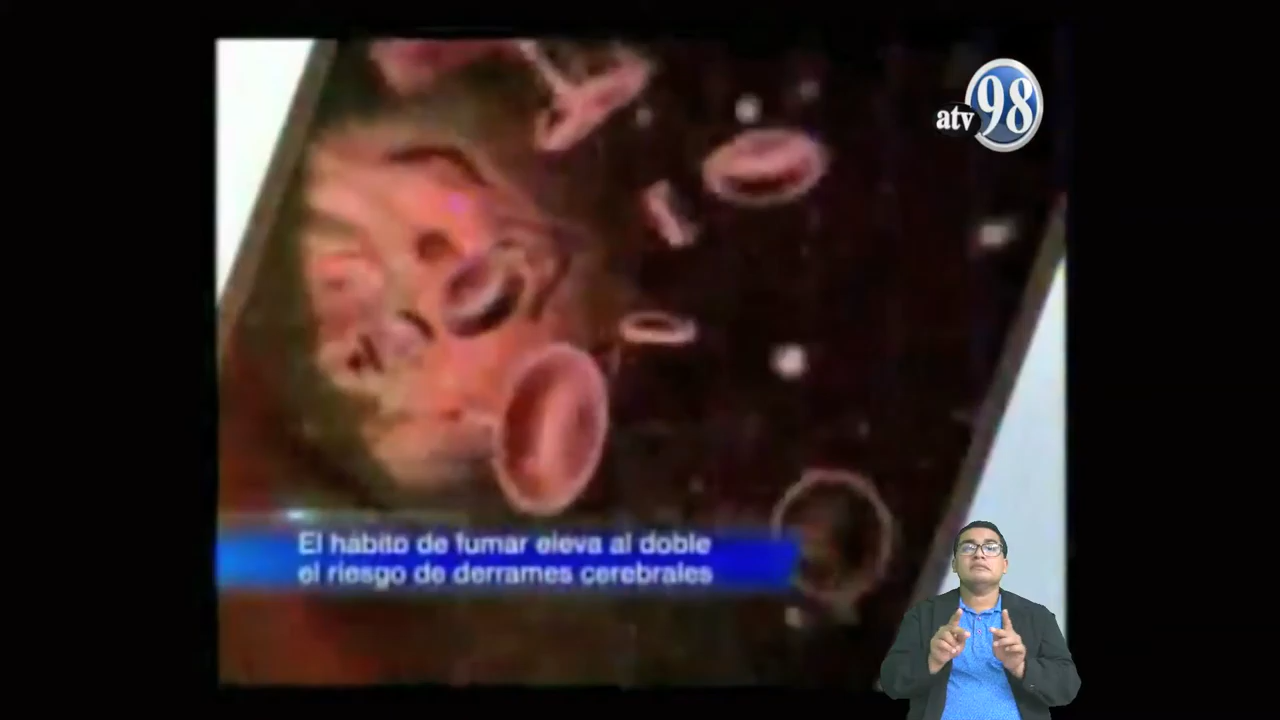 atv 98
El hábito de fumar eleva al doble
el riesgo de derrames cerebrales